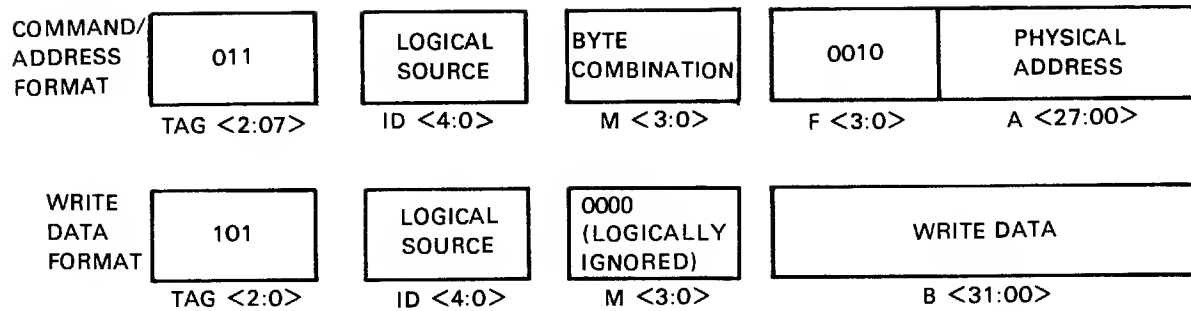 COMMAND/
ADDRESS
FORMAT
011
LOGICAL
SOURCE
BYTE
COMBINATION
0010
PHYSICAL
ADDRESS
TAG <2:07>
ID <4:0>
M <3:0>
F <3:0>
A <27:00>
WRITE
DATA
FORMAT
101
LOGICAL
SOURCE
0000
(LOGICALLY
IGNORED)
WRITE DATA
TAG <2:0>
ID <4:0>
M <3:0>
B <31:00>